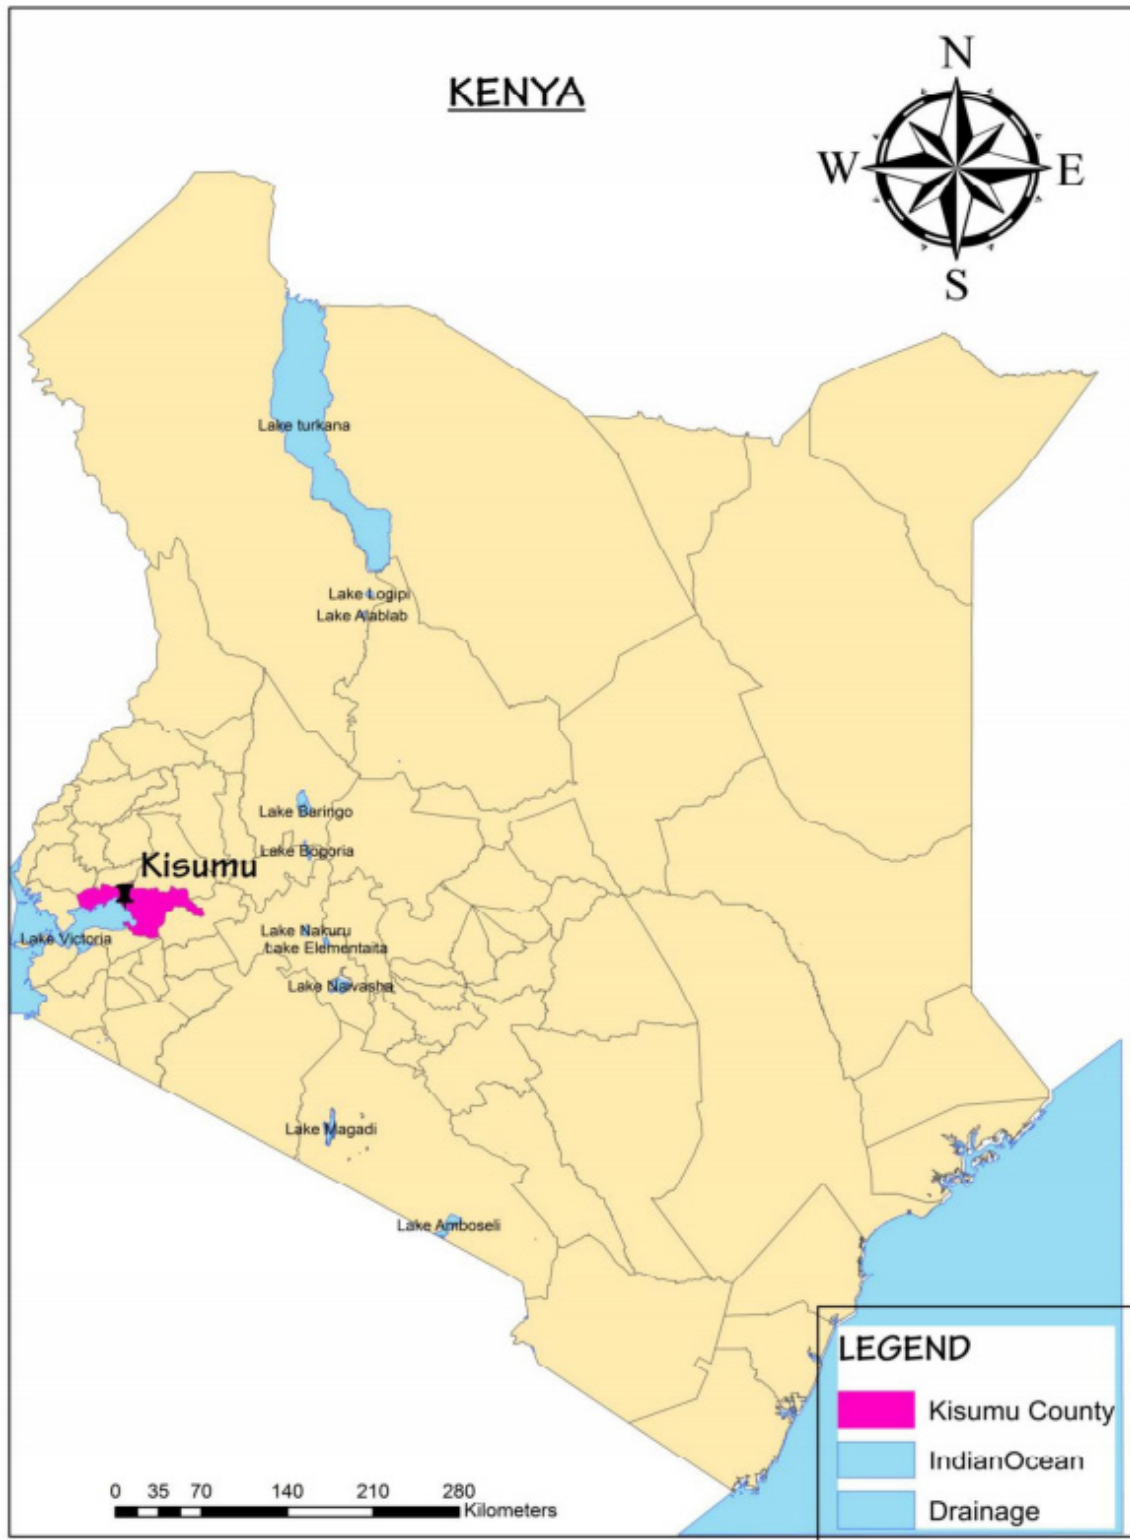 KENYA
N
W
E
S
Lake turkana
Lake Logipi
Lake Alablab
Lake Baringo
Lake Bogoria
Kisumu
Lake Nakuru
Lake Victoria
Lake Elementaita
Lake Naivasha
Lake Magadi
Lake Amboseli
LEGEND
Kisumu County
IndianOcean
Drainage
0 35 70 140 210 280
Kilometers